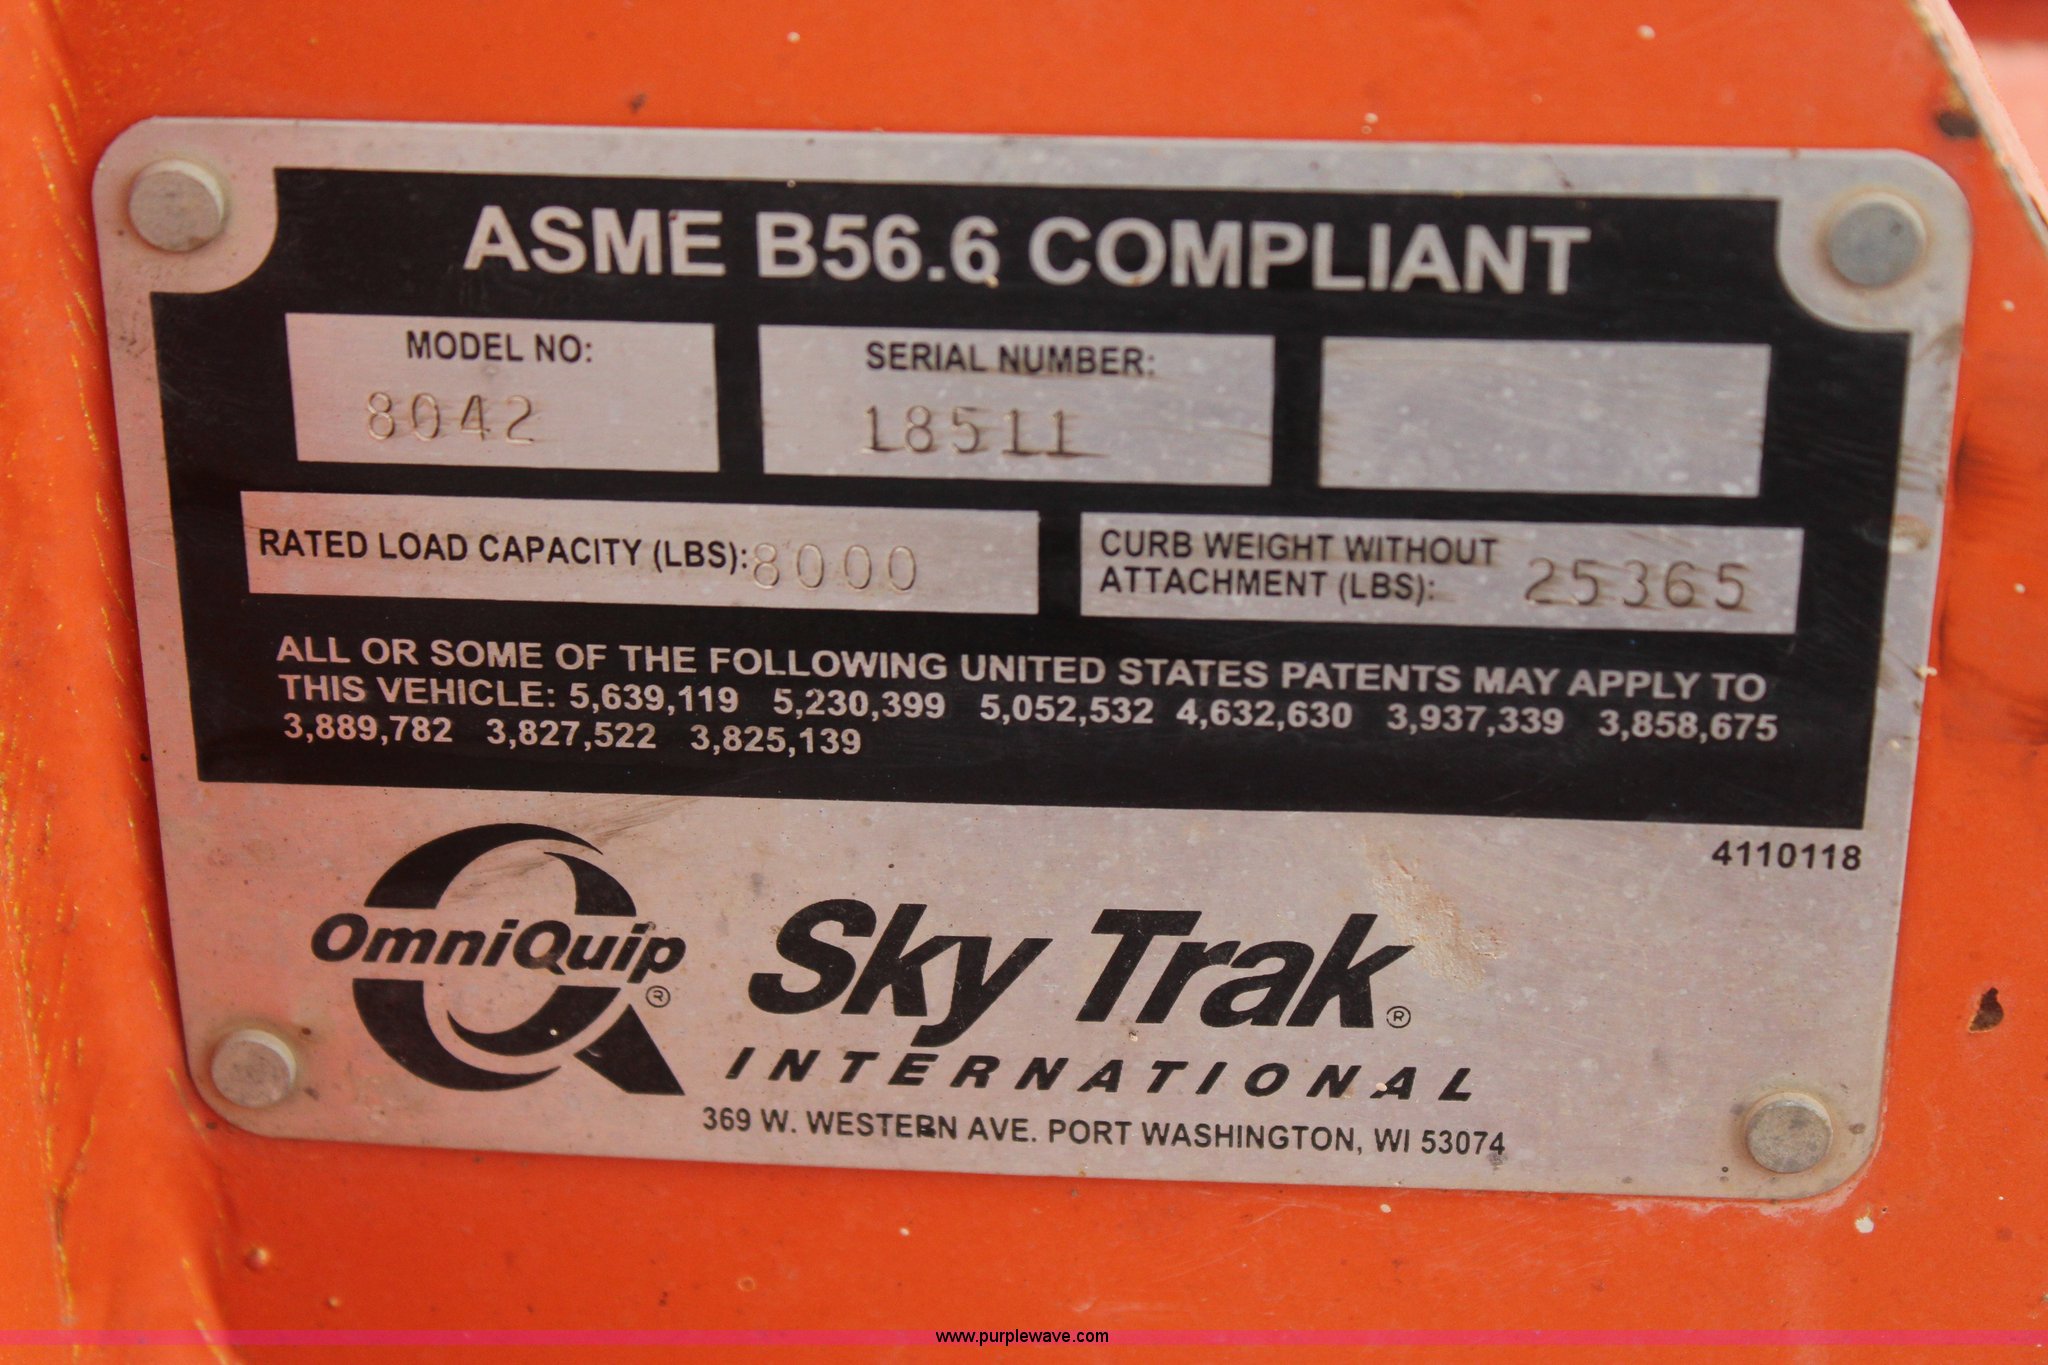 ASME B56.6 COMPLIANT
MODEL NO:
8042
SERIAL NUMBER:
18511
RATED LOAD CAPACITY (LBS): 8000
CURB WEIGHT WITHOUT
ATTACHMENT (LBS): 25365
ALL OR SOME OF THE FOLLOWING UNITED STATES PATENTS MAY APPLY TO
THIS VEHICLE: 5,639,119 5,230,399 5,052,532 4,632,630 3,937,339 3,858,675
3,889,782 3,827,522 3,825,139
4110118
OmniQuip®
Sky Trak®
INTERNATIONAL
369 W. WESTERN AVE. PORT WASHINGTON, WI 53074
www.purplewave.com